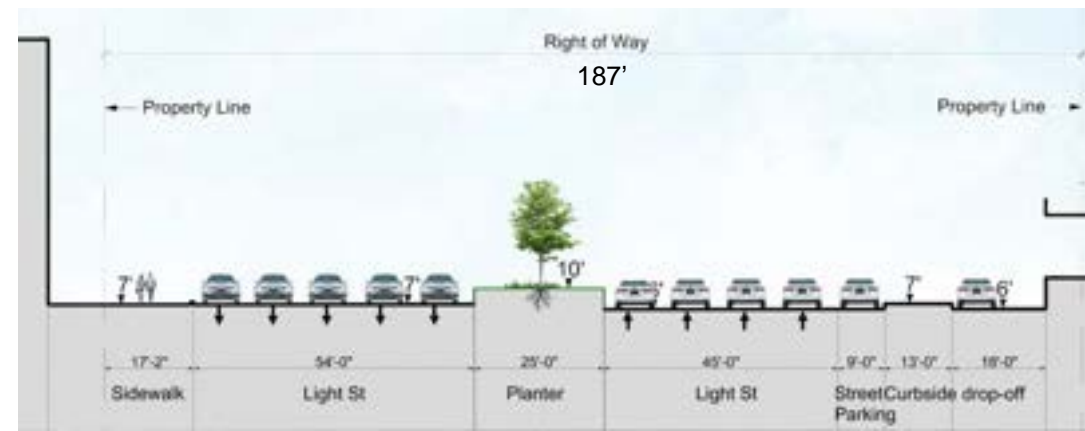 Right of Way
187'
Property Line
Property Line
7'
7'
10'
7'
6'
17'-2"
54'-0"
25'-0"
45'-0"
9'-0"
13'-0"
18'-0"
Sidewalk
Light St
Planter
Light St
Street Parking
Curbside drop-off